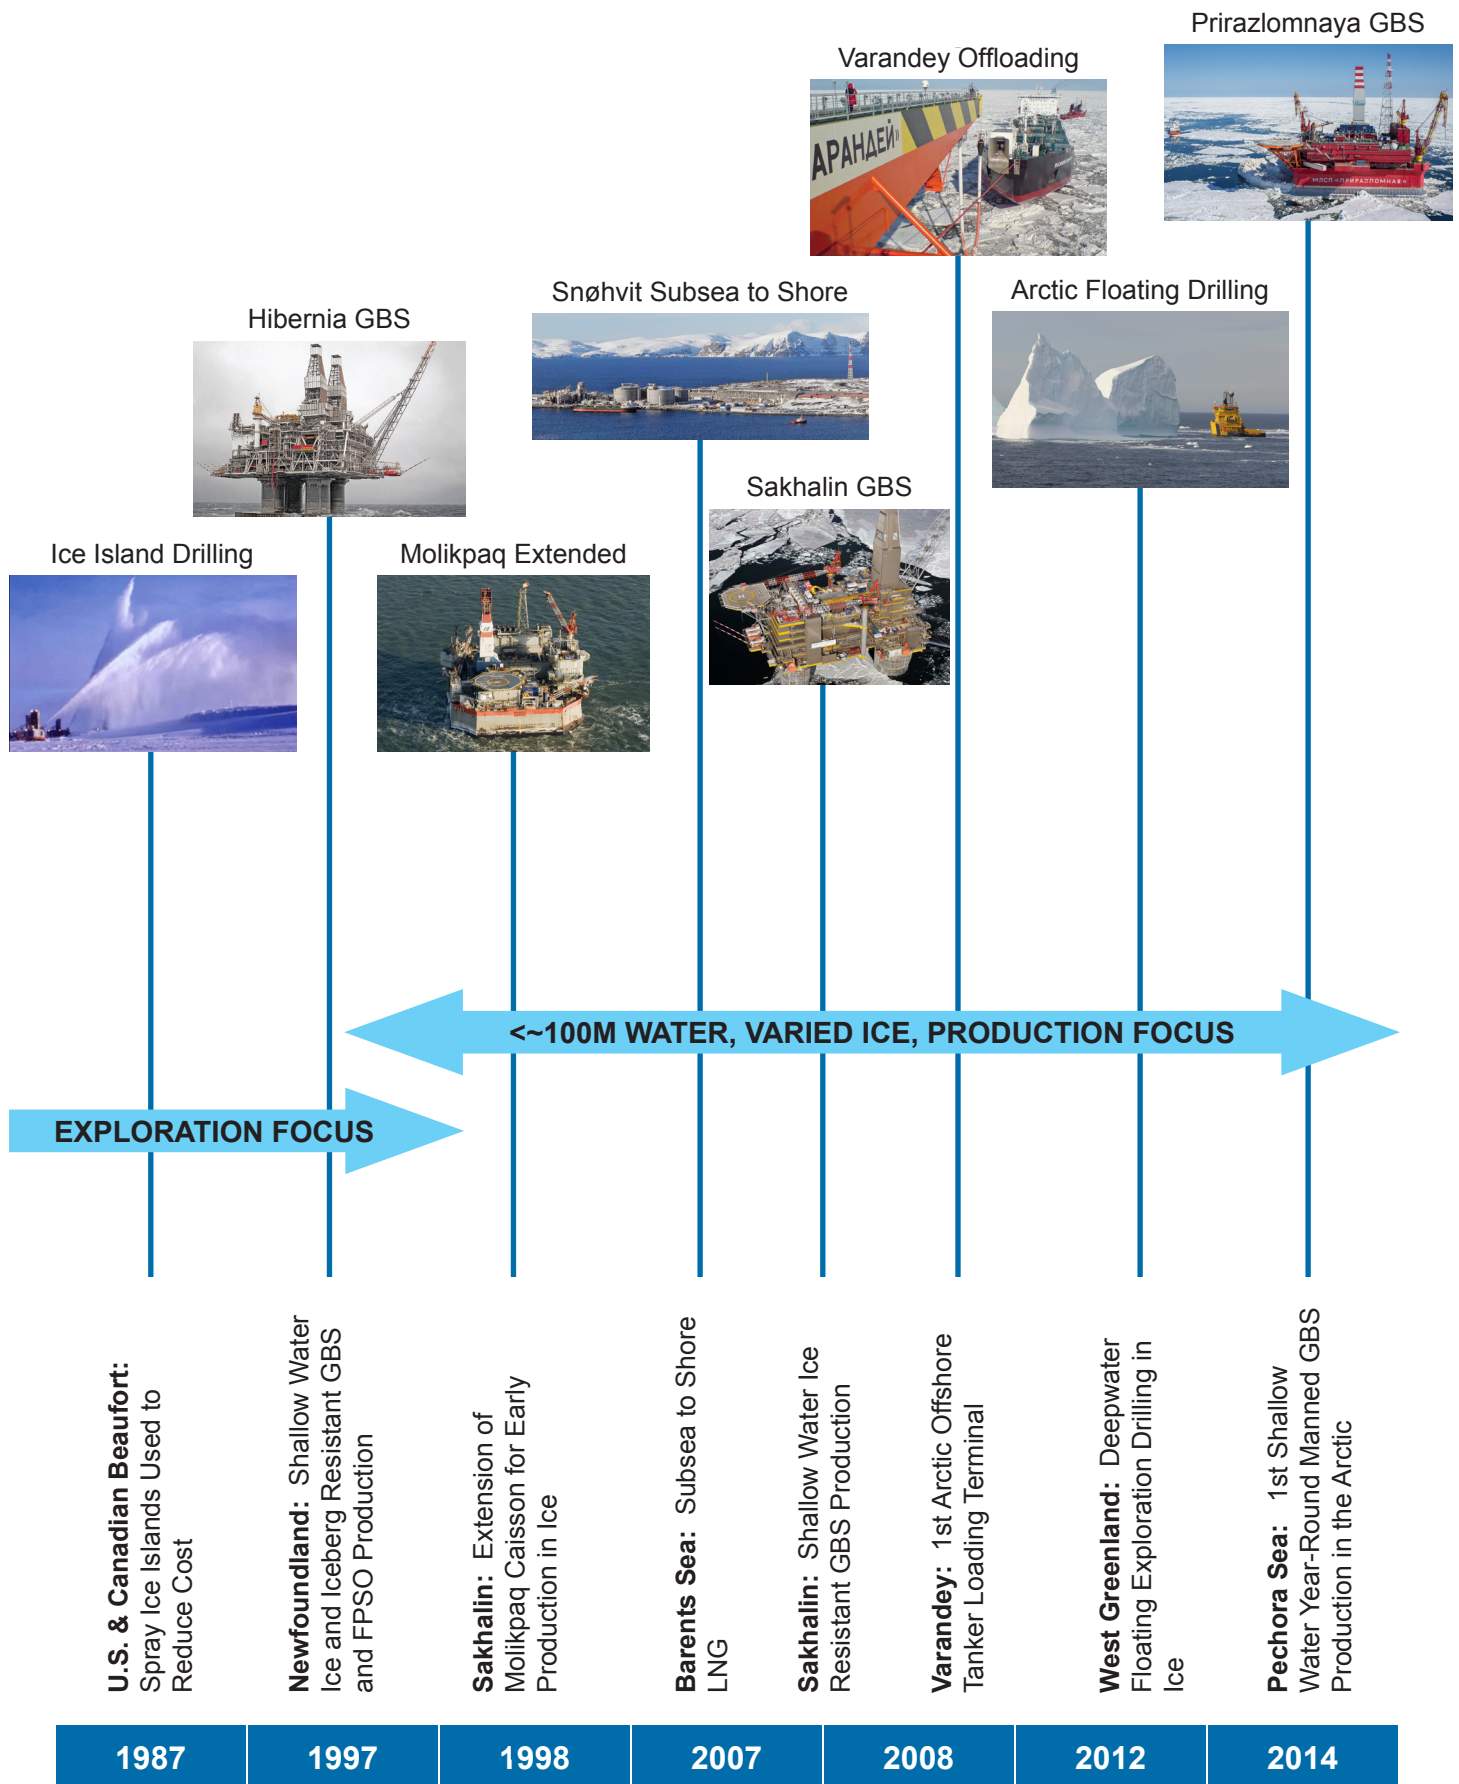 Prirazlomnaya GBS
Varandey Offloading
АРАНДЕЙ»
МЛСП «ПРИРАЗЛОМНАЯ»
Snøhvit Subsea to Shore
Arctic Floating Drilling
Hibernia GBS
Sakhalin GBS
Ice Island Drilling
Molikpaq Extended
<~100M WATER, VARIED ICE, PRODUCTION FOCUS
EXPLORATION FOCUS
U.S. & Canadian Beaufort:
Spray Ice Islands Used to
Reduce Cost
Newfoundland: Shallow Water
Ice and Iceberg Resistant GBS
and FPSO Production
Sakhalin: Extension of
Molikpaq Caisson for Early
Production in Ice
Barents Sea: Subsea to Shore
LNG
Sakhalin: Shallow Water Ice
Resistant GBS Production
Varandey: 1st Arctic Offshore
Tanker Loading Terminal
West Greenland: Deepwater
Floating Exploration Drilling in
Ice
Pechora Sea: 1st Shallow
Water Year-Round Manned GBS
Production in the Arctic
1987
1997
1998
2007
2008
2012
2014